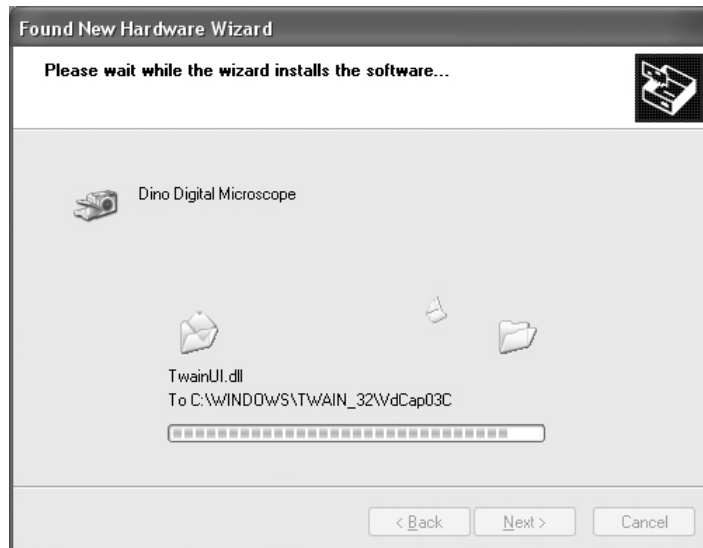 Found New Hardware Wizard
Please wait while the wizard installs the software...
Dino Digital Microscope
TwainUI.dll
To C:\WINDOWS\TWAIN_32\VdCap03C
< Back
Next >
Cancel